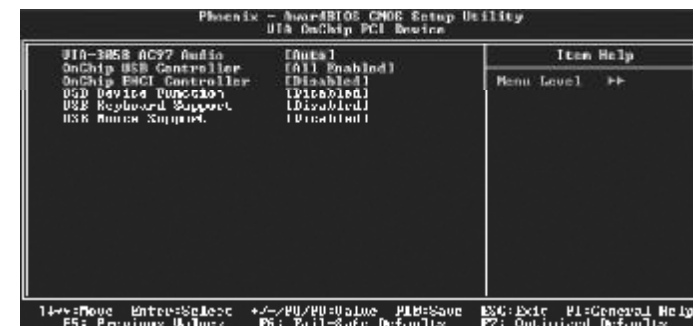 Phoenix - AwardBIOS CMOS Setup Utility
VIA OnChip PCI Device
VIA-3058 AC97 Audio [Auto]
OnChip USB Controller [All Enabled]
OnChip EHCI Controller [Disabled]
USB Device Function [Disabled]
USB Keyboard Support [Disabled]
USB Mouse Support [Disabled]
Item Help
Menu Level ►►
↑↓→←:Move Enter:Select +/-/PU/PD:Value F10:Save ESC:Exit F1:General Help
F5: Previous Values F6: Fail-Safe Defaults F7: Optimized Defaults